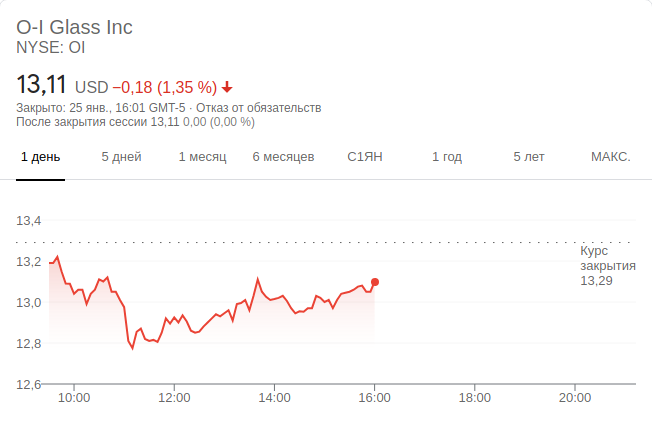 O-I Glass Inc
NYSE: OI
13,11 USD −0,18 (1,35 %)
Закрыто: 25 янв., 16:01 GMT-5 · Отказ от обязательств
После закрытия сессии 13,11 0,00 (0,00 %)
1 день 5 дней 1 месяц 6 месяцев С1ЯН 1 год 5 лет МАКС.
13,4
Курс
13,2
закрытия
13,29
13,0
12,8
12,6
10:00 12:00 14:00 16:00 18:00 20:00